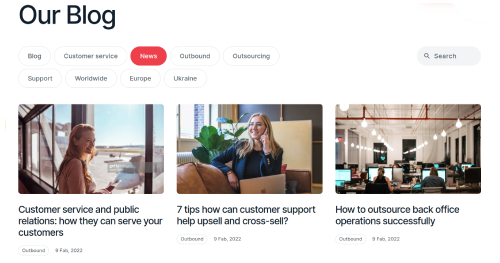 Our Blog
Blog
Customer service
News
Outbound
Outsourcing
Search
Support
Worldwide
Europe
Ukraine
Customer service and public
relations: how they can serve your
customers
Outbound 9 Feb, 2022
7 tips how can customer support
help upsell and cross-sell?
Outbound 9 Feb, 2022
How to outsource back office
operations successfully
Outbound 9 Feb, 2022